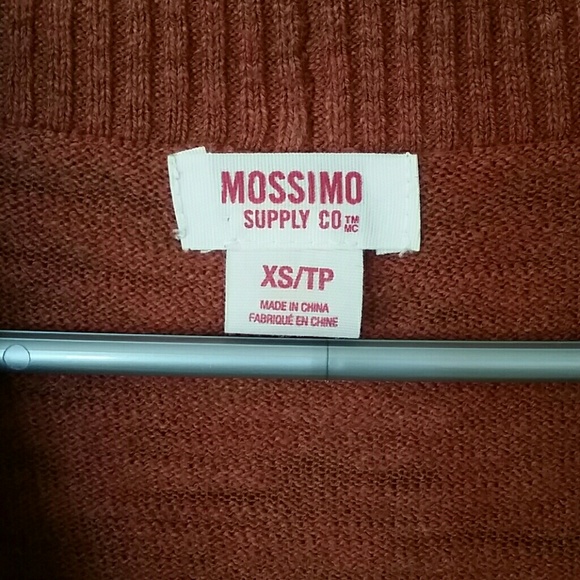 MOSSIMO
SUPPLY CO TM MC
XS/TP
MADE IN CHINA
FABRIQUÉ EN CHINE